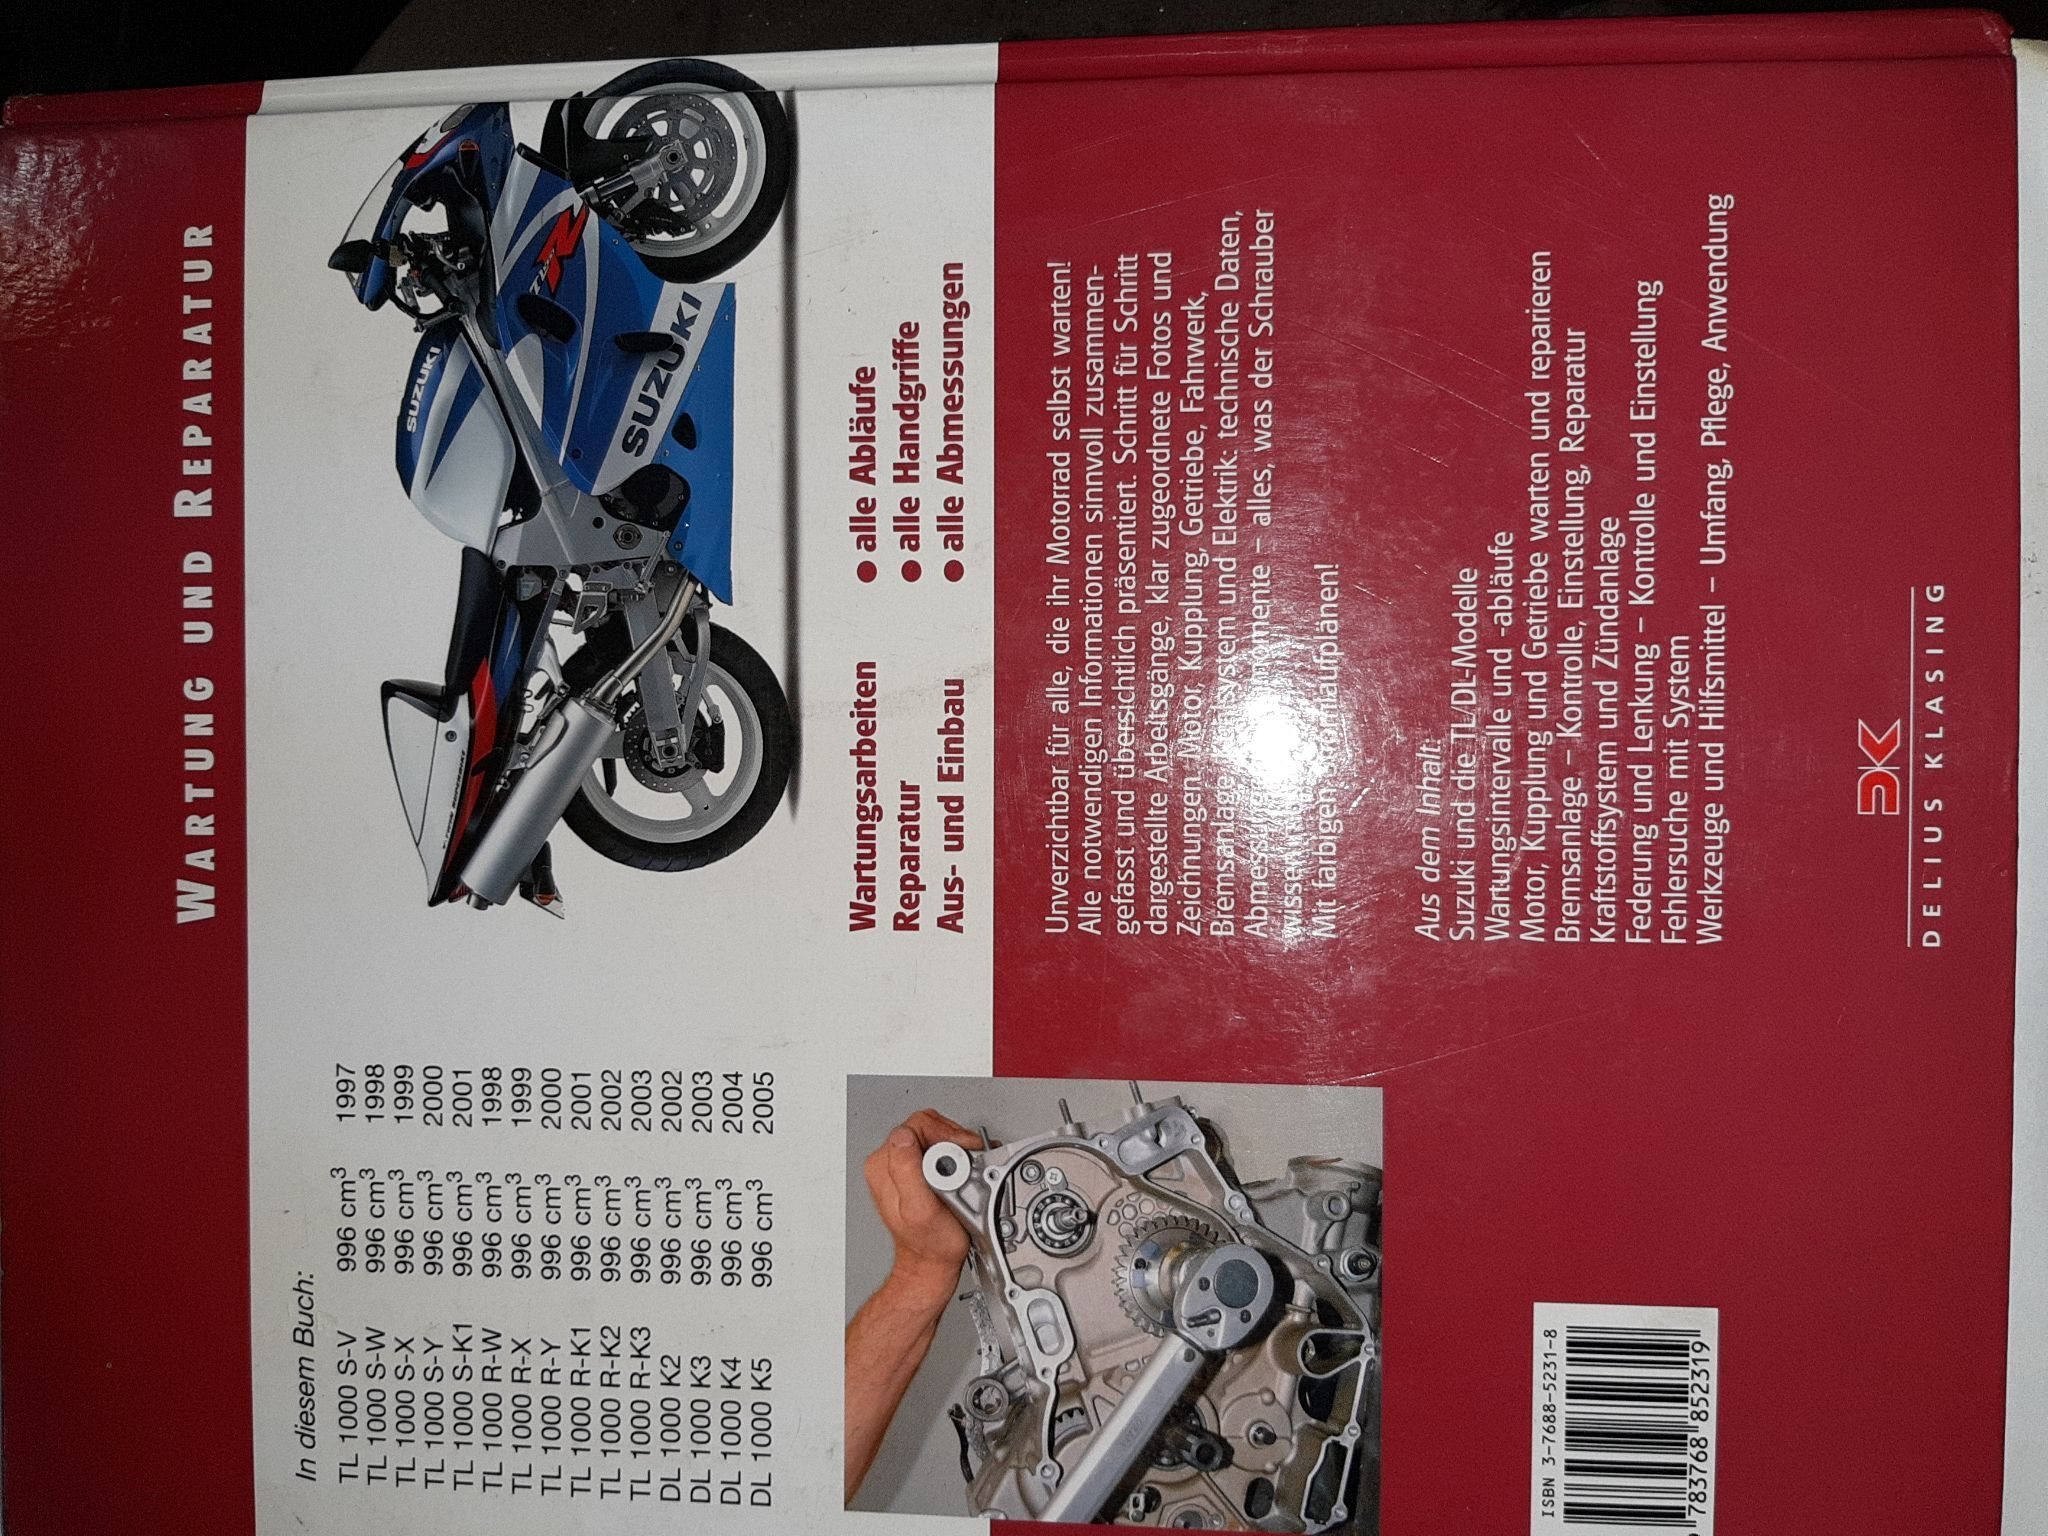 WARTUNG UND REPARATUR
In diesem Buch:
TL 1000 S-V 996 cm³ 1997
TL 1000 S-W 996 cm³ 1998
TL 1000 S-X 996 cm³ 1999
TL 1000 S-Y 996 cm³ 2000
TL 1000 S-K1 996 cm³ 2001
TL 1000 R-W 996 cm³ 1998
TL 1000 R-X 996 cm³ 1999
TL 1000 R-Y 996 cm³ 2000
TL 1000 R-K1 996 cm³ 2001
TL 1000 R-K2 996 cm³ 2002
TL 1000 R-K3 996 cm³ 2003
DL 1000 K2 996 cm³ 2002
DL 1000 K3 996 cm³ 2003
DL 1000 K4 996 cm³ 2004
DL 1000 K5 996 cm³ 2005
SUZUKI
SUZUKI
R
Wartungsarbeiten • alle Abläufe
Reparatur • alle Handgriffe
Aus- und Einbau • alle Abmessungen
Unverzichtbar für alle, die ihr Motorrad selbst warten!
Alle notwendigen Informationen sinnvoll zusammen-
gefasst und übersichtlich präsentiert. Schritt für Schritt
dargestellte Arbeitsgänge, klar zugeordnete Fotos und
Zeichnungen. Motor, Kupplung, Getriebe, Fahrwerk,
Bremsanlage, und Elektrik: technische Daten,
– alles, was der Schrauber
Mit farbigen Stromlaufplänen!
Aus dem Inhalt:
Suzuki und die TL/DL-Modelle
Wartungsintervalle und -abläufe
Motor, Kupplung und Getriebe warten und reparieren
Bremsanlage – Kontrolle, Einstellung, Reparatur
Kraftstoffsystem und Zündanlage
Federung und Lenkung – Kontrolle und Einstellung
Fehlersuche mit System
Werkzeuge und Hilfsmittel – Umfang, Pflege, Anwendung
DK
DELIUS KLASING
ISBN 3-7688-5231-8
783768 852319